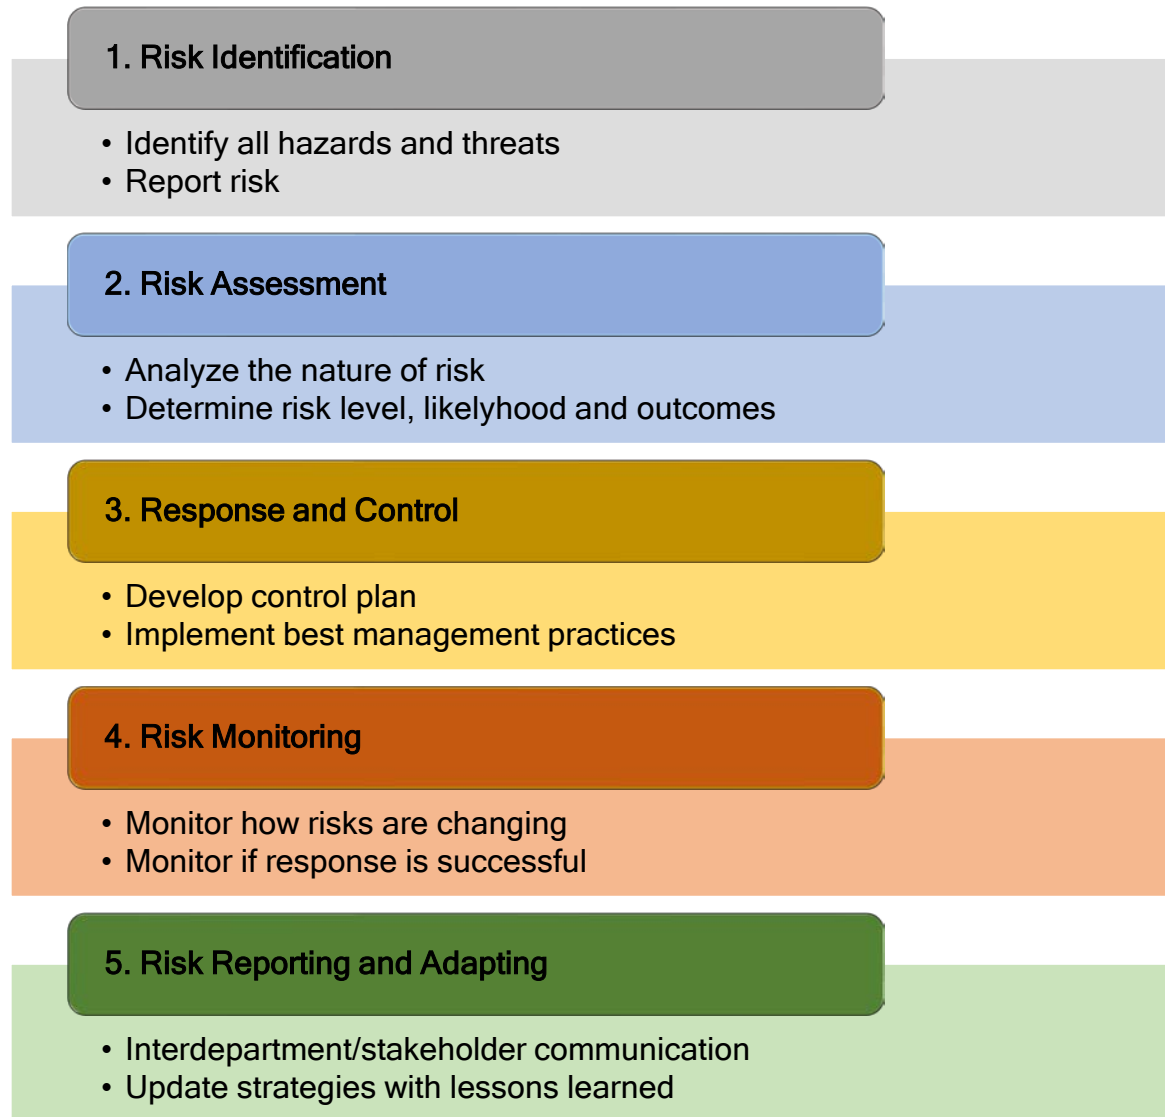 1. Risk Identification
• Identify all hazards and threats
• Report risk
2. Risk Assessment
• Analyze the nature of risk
• Determine risk level, likelyhood and outcomes
3. Response and Control
• Develop control plan
• Implement best management practices
4. Risk Monitoring
• Monitor how risks are changing
• Monitor if response is successful
5. Risk Reporting and Adapting
• Interdepartment/stakeholder communication
• Update strategies with lessons learned